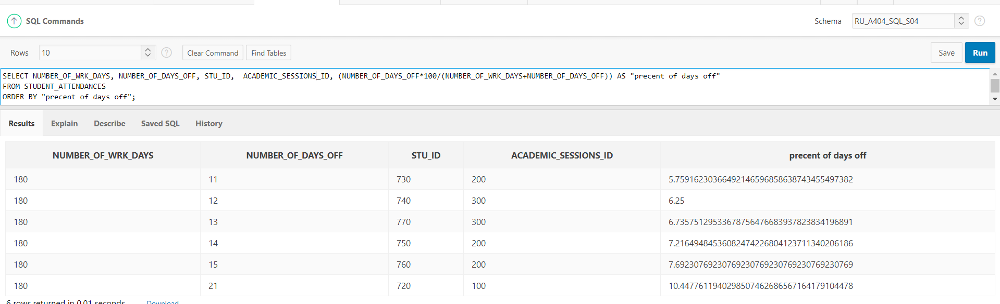 SQL Commands
Schema RU_A404_SQL_S04
Rows 10 Clear Command Find Tables Save Run
SELECT NUMBER_OF_WRK_DAYS, NUMBER_OF_DAYS_OFF, STU_ID,  ACADEMIC_SESSIONS_ID, (NUMBER_OF_DAYS_OFF*100/(NUMBER_OF_WRK_DAYS+NUMBER_OF_DAYS_OFF)) AS "precent of days off"
FROM STUDENT_ATTENDANCES
ORDER BY "precent of days off";
Results Explain Describe Saved SQL History
NUMBER_OF_WRK_DAYS NUMBER_OF_DAYS_OFF STU_ID ACADEMIC_SESSIONS_ID precent of days off
180 11 730 200 5.75916230366492146596858638743455497382
180 12 740 300 6.25
180 13 770 300 6.73575129533678756476683937823834196891
180 14 750 200 7.21649484536082474226804123711340206186
180 15 760 200 7.69230769230769230769230769230769230769
180 21 720 100 10.4477611940298507462686567164179104478
6 rows returned in 0.01 seconds Download